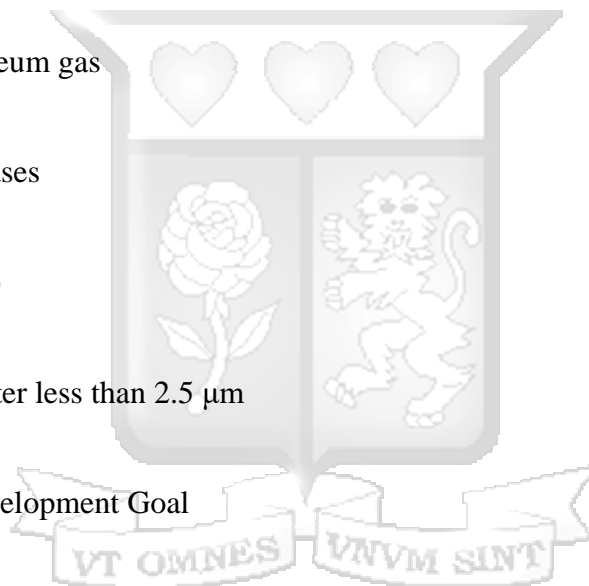 eum gas
ses
ter less than 2.5 μm
elopment Goal
VT OMNES VNVM SINT